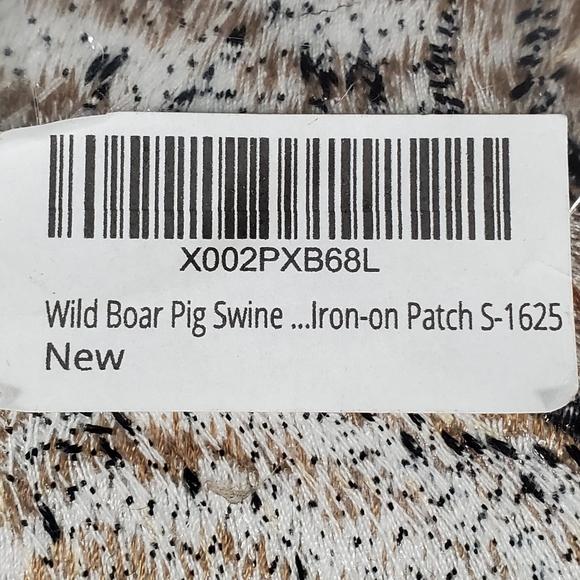 X002PXB68L
Wild Boar Pig Swine ...Iron-on Patch S-1625
New